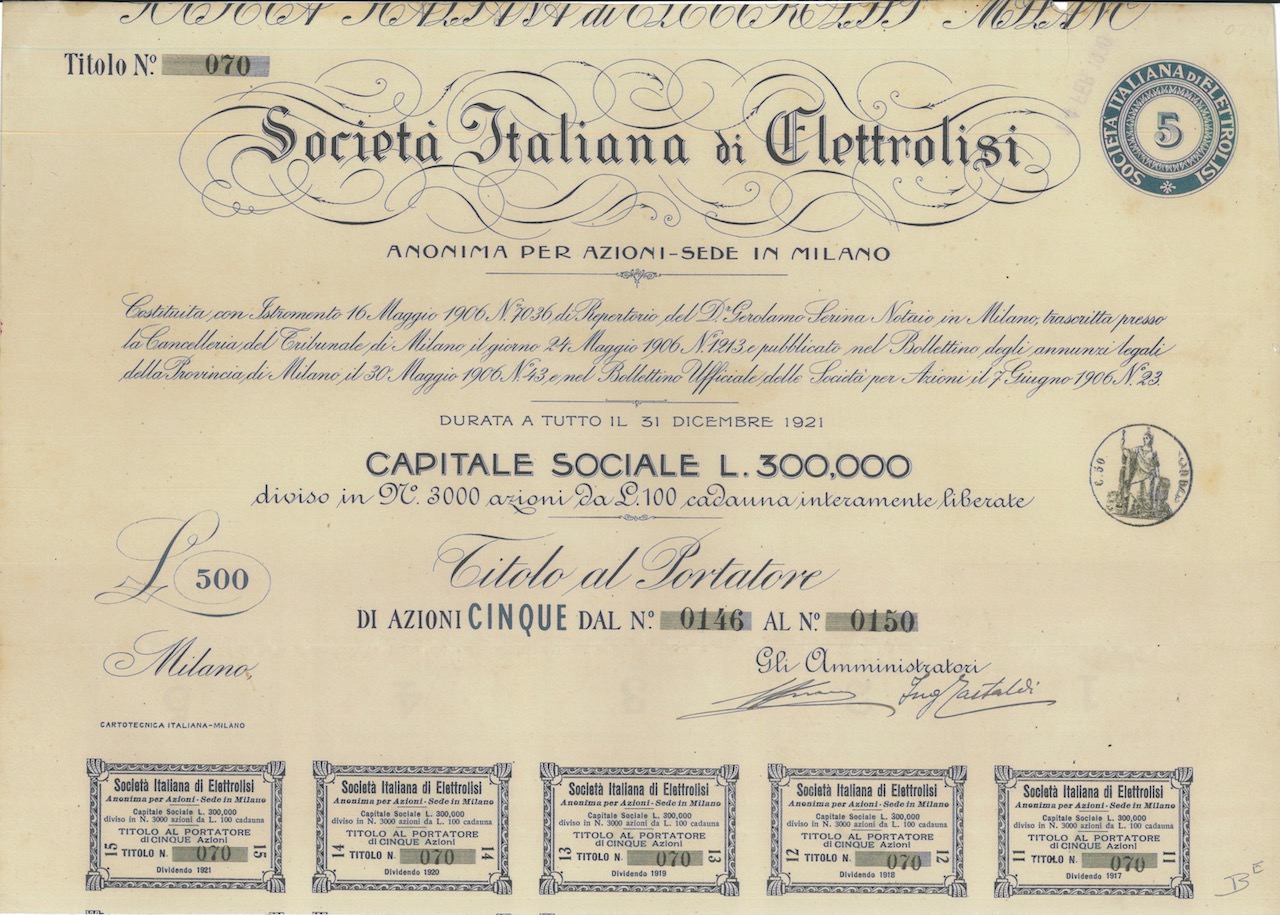 Titolo N.º 070
SOCIETÀ ITALIANA DI ELETTROLISI
5
Società Italiana di Elettrolisi
ANONIMA PER AZIONI-SEDE IN MILANO
Costituita con Istromento 16 Maggio 1906 N.º 7036 di Repertorio del D.r Gerolamo Serina Notaio in Milano, trascritta presso
la Cancelleria del Tribunale di Milano il giorno 24 Maggio 1906 N.º 1213 e pubblicato nel Bollettino degli annunzi legali
della Provincia di Milano il 30 Maggio 1906 N.º 43 e nel Bollettino Ufficiale delle Società per Azioni il 7 Giugno 1906 N.º 23.
DURATA A TUTTO IL 31 DICEMBRE 1921
CAPITALE SOCIALE L. 300,000
diviso in N.º 3000 azioni da L. 100 cadauna interamente liberate
C. 50
Titolo al Portatore
L 500
DI AZIONI CINQUE DAL N.º 0146 AL N.º 0150
Milano,
Gli Amministratori
CARTOTECNICA ITALIANA-MILANO
Società Italiana di Elettrolisi
Anonima per Azioni - Sede in Milano
Capitale Sociale L. 300,000
diviso in N. 3000 azioni da L. 100 cadauna
TITOLO AL PORTATORE
di CINQUE Azioni
15 TITOLO N. 070 15
Dividendo 1921
Società Italiana di Elettrolisi
Anonima per Azioni - Sede in Milano
Capitale Sociale L. 300,000
diviso in N. 3000 azioni da L. 100 cadauna
TITOLO AL PORTATORE
di CINQUE Azioni
14 TITOLO N. 070 14
Dividendo 1920
Società Italiana di Elettrolisi
Anonima per Azioni - Sede in Milano
Capitale Sociale L. 300,000
diviso in N. 3000 azioni da L. 100 cadauna
TITOLO AL PORTATORE
di CINQUE Azioni
13 TITOLO N. 070 13
Dividendo 1919
Società Italiana di Elettrolisi
Anonima per Azioni - Sede in Milano
Capitale Sociale L. 300,000
diviso in N. 3000 azioni da L. 100 cadauna
TITOLO AL PORTATORE
di CINQUE Azioni
12 TITOLO N. 070 12
Dividendo 1918
Società Italiana di Elettrolisi
Anonima per Azioni - Sede in Milano
Capitale Sociale L. 300,000
diviso in N. 3000 azioni da L. 100 cadauna
TITOLO AL PORTATORE
di CINQUE Azioni
11 TITOLO N. 070 11
Dividendo 1917